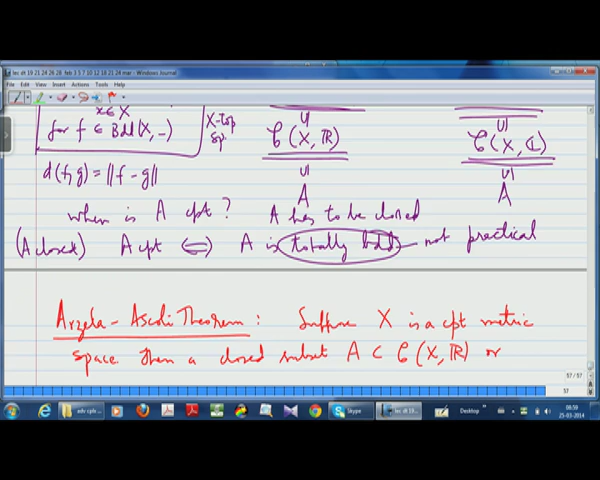 lec dt 19 21 24 26 28 feb 3 5 7 10 12 19 21 24 mar - Windows Journal
File Edit View Insert Actions Tools Help
x∈X
for f ∈ Bdd(X, _)
X-top
Sp.
∪|
∪|
𝒞(X, ℝ)
𝒞(X, ℂ)
d(f,g) = ||f - g||
∪|
∪|
A
A
when is A cpt? A has to be closed
(A closed) A cpt ⟺ A is totally bdd - not practical
Arzela - Ascoli Theorem : Suppose X is a cpt metric
space then a closed subset A ⊂ 𝒞(X, ℝ) or
57 / 57
57
Skype
Desktop
08:59
25-03-2014